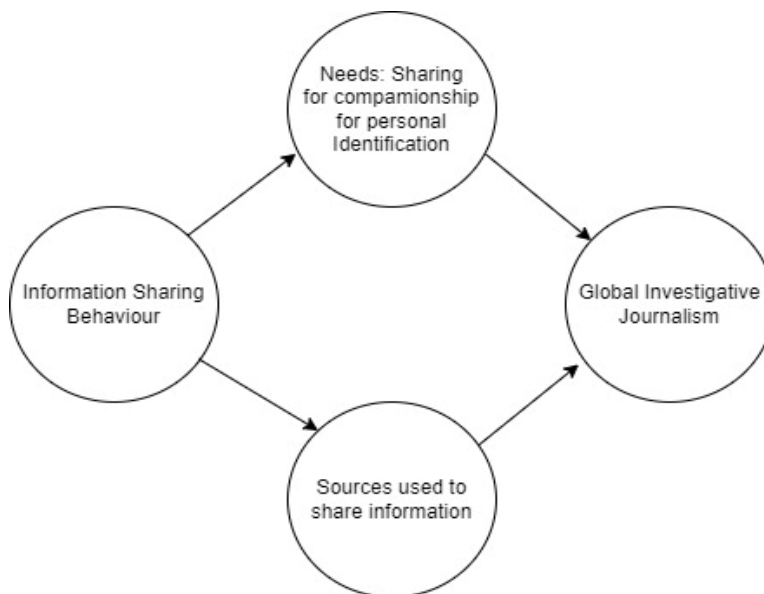 Needs: Sharing
for compamionship
for personal
Identification
Information Sharing
Behaviour
Global Investigative
Journalism
Sources used to
share information